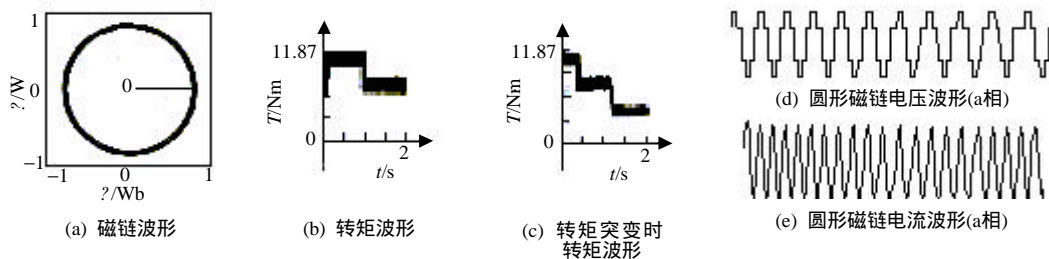 1
?/W
0
−1
0
−1
0
1
?/Wb
(a) 磁链波形
11.87
T/Nm
0
2
t/s
(b) 转矩波形
11.87
T/Nm
0
2
t/s
(c) 转矩突变时
转矩波形
(d) 圆形磁链电压波形(a相)
(e) 圆形磁链电流波形(a相)